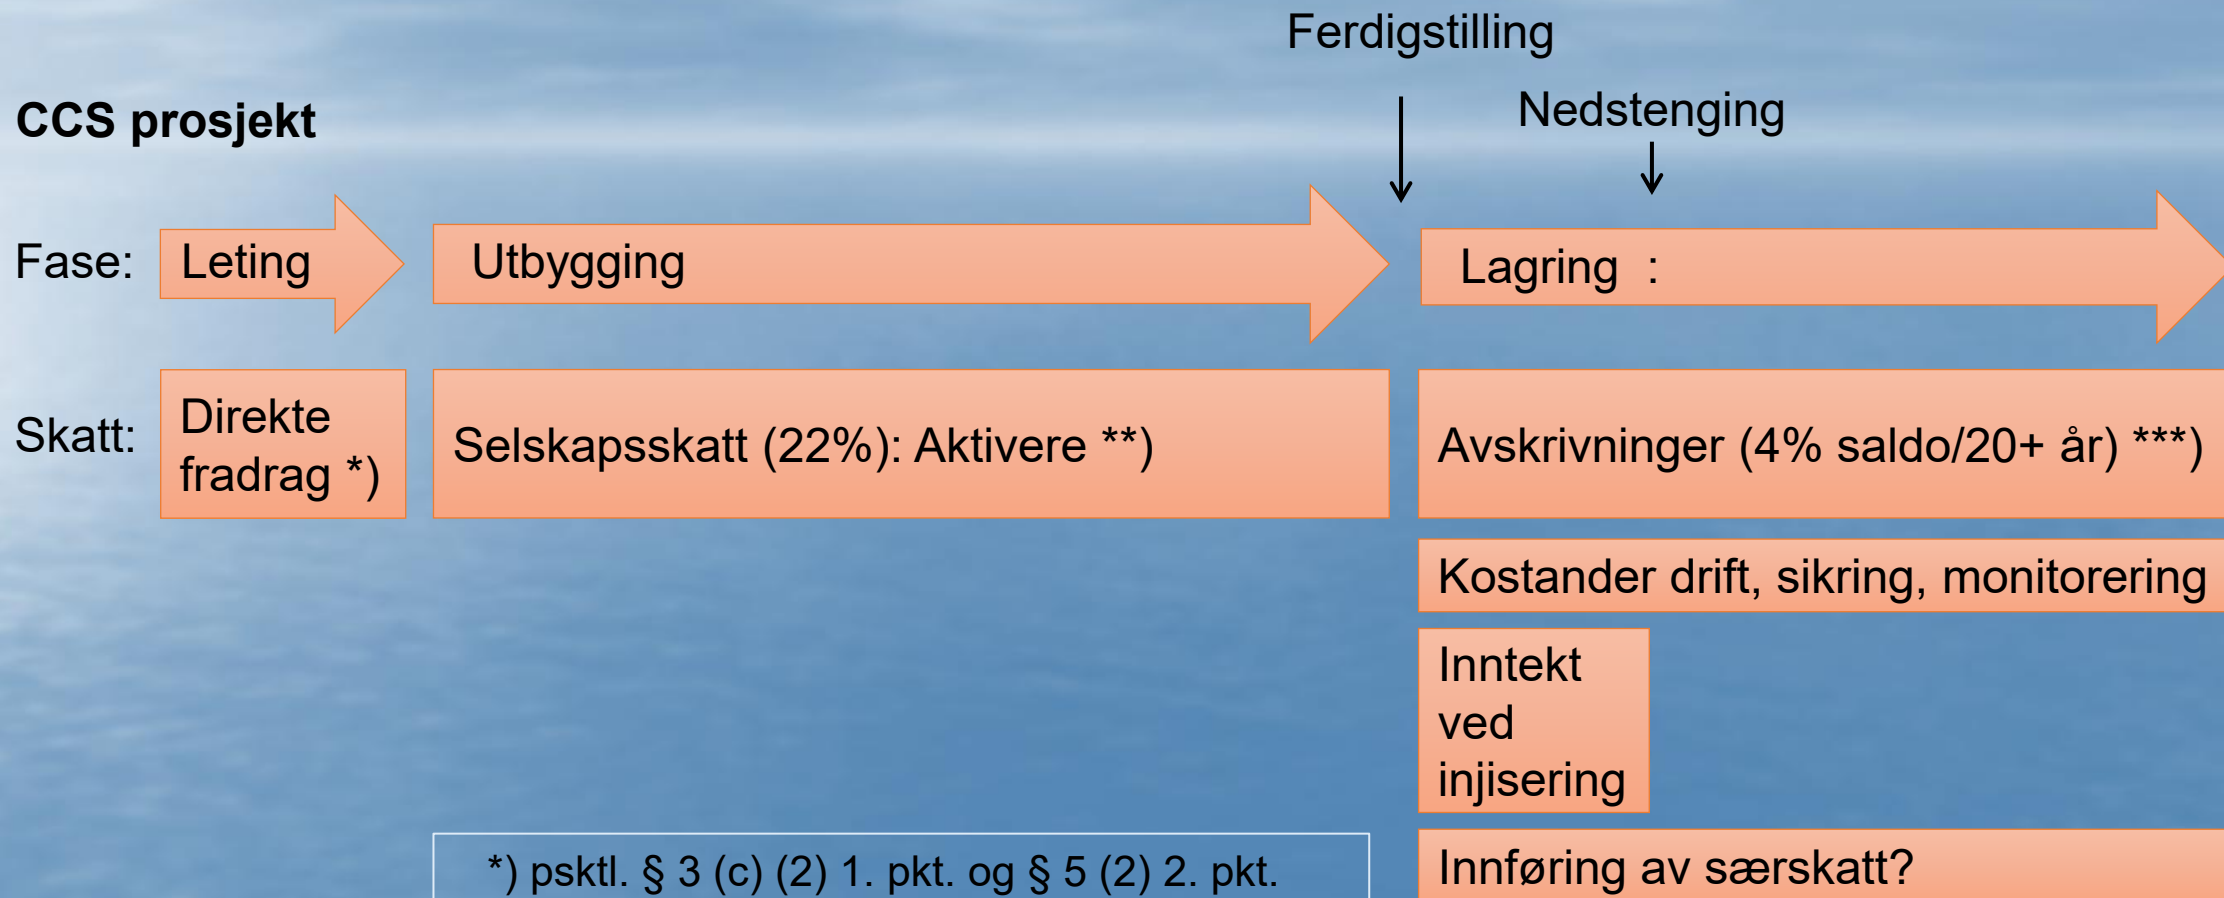 Ferdigstilling
Nedstenging
CCS prosjekt
Fase:
Leting
Utbygging
Lagring :
Skatt:
Direkte
fradrag *)
Selskapsskatt (22%): Aktivere **)
Avskrivninger (4% saldo/20+ år) ***)
Kostander drift, sikring, monitorering
Inntekt
ved
injisering
*) psktl. § 3 (c) (2) 1. pkt. og § 5 (2) 2. pkt.
Innføring av særskatt?